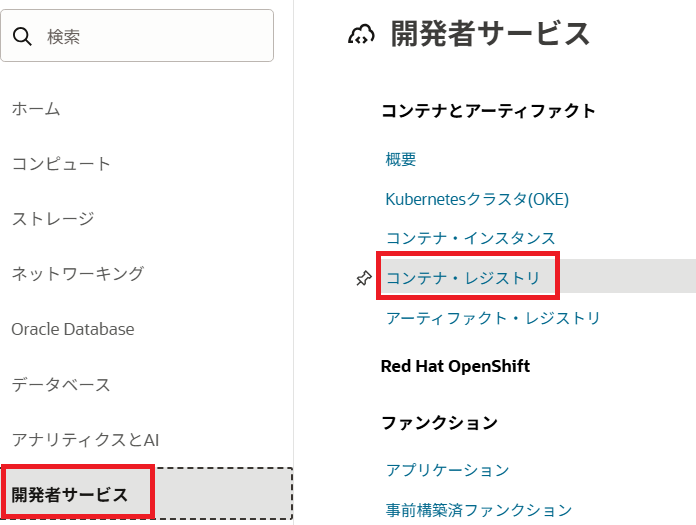 検索
ホーム
コンピュート
ストレージ
ネットワーキング
Oracle Database
データベース
アナリティクスとAI
開発者サービス
開発者サービス
コンテナとアーティファクト
概要
Kubernetesクラスタ(OKE)
コンテナ・インスタンス
コンテナ・レジストリ
アーティファクト・レジストリ
Red Hat OpenShift
ファンクション
アプリケーション
事前構築済ファンクション